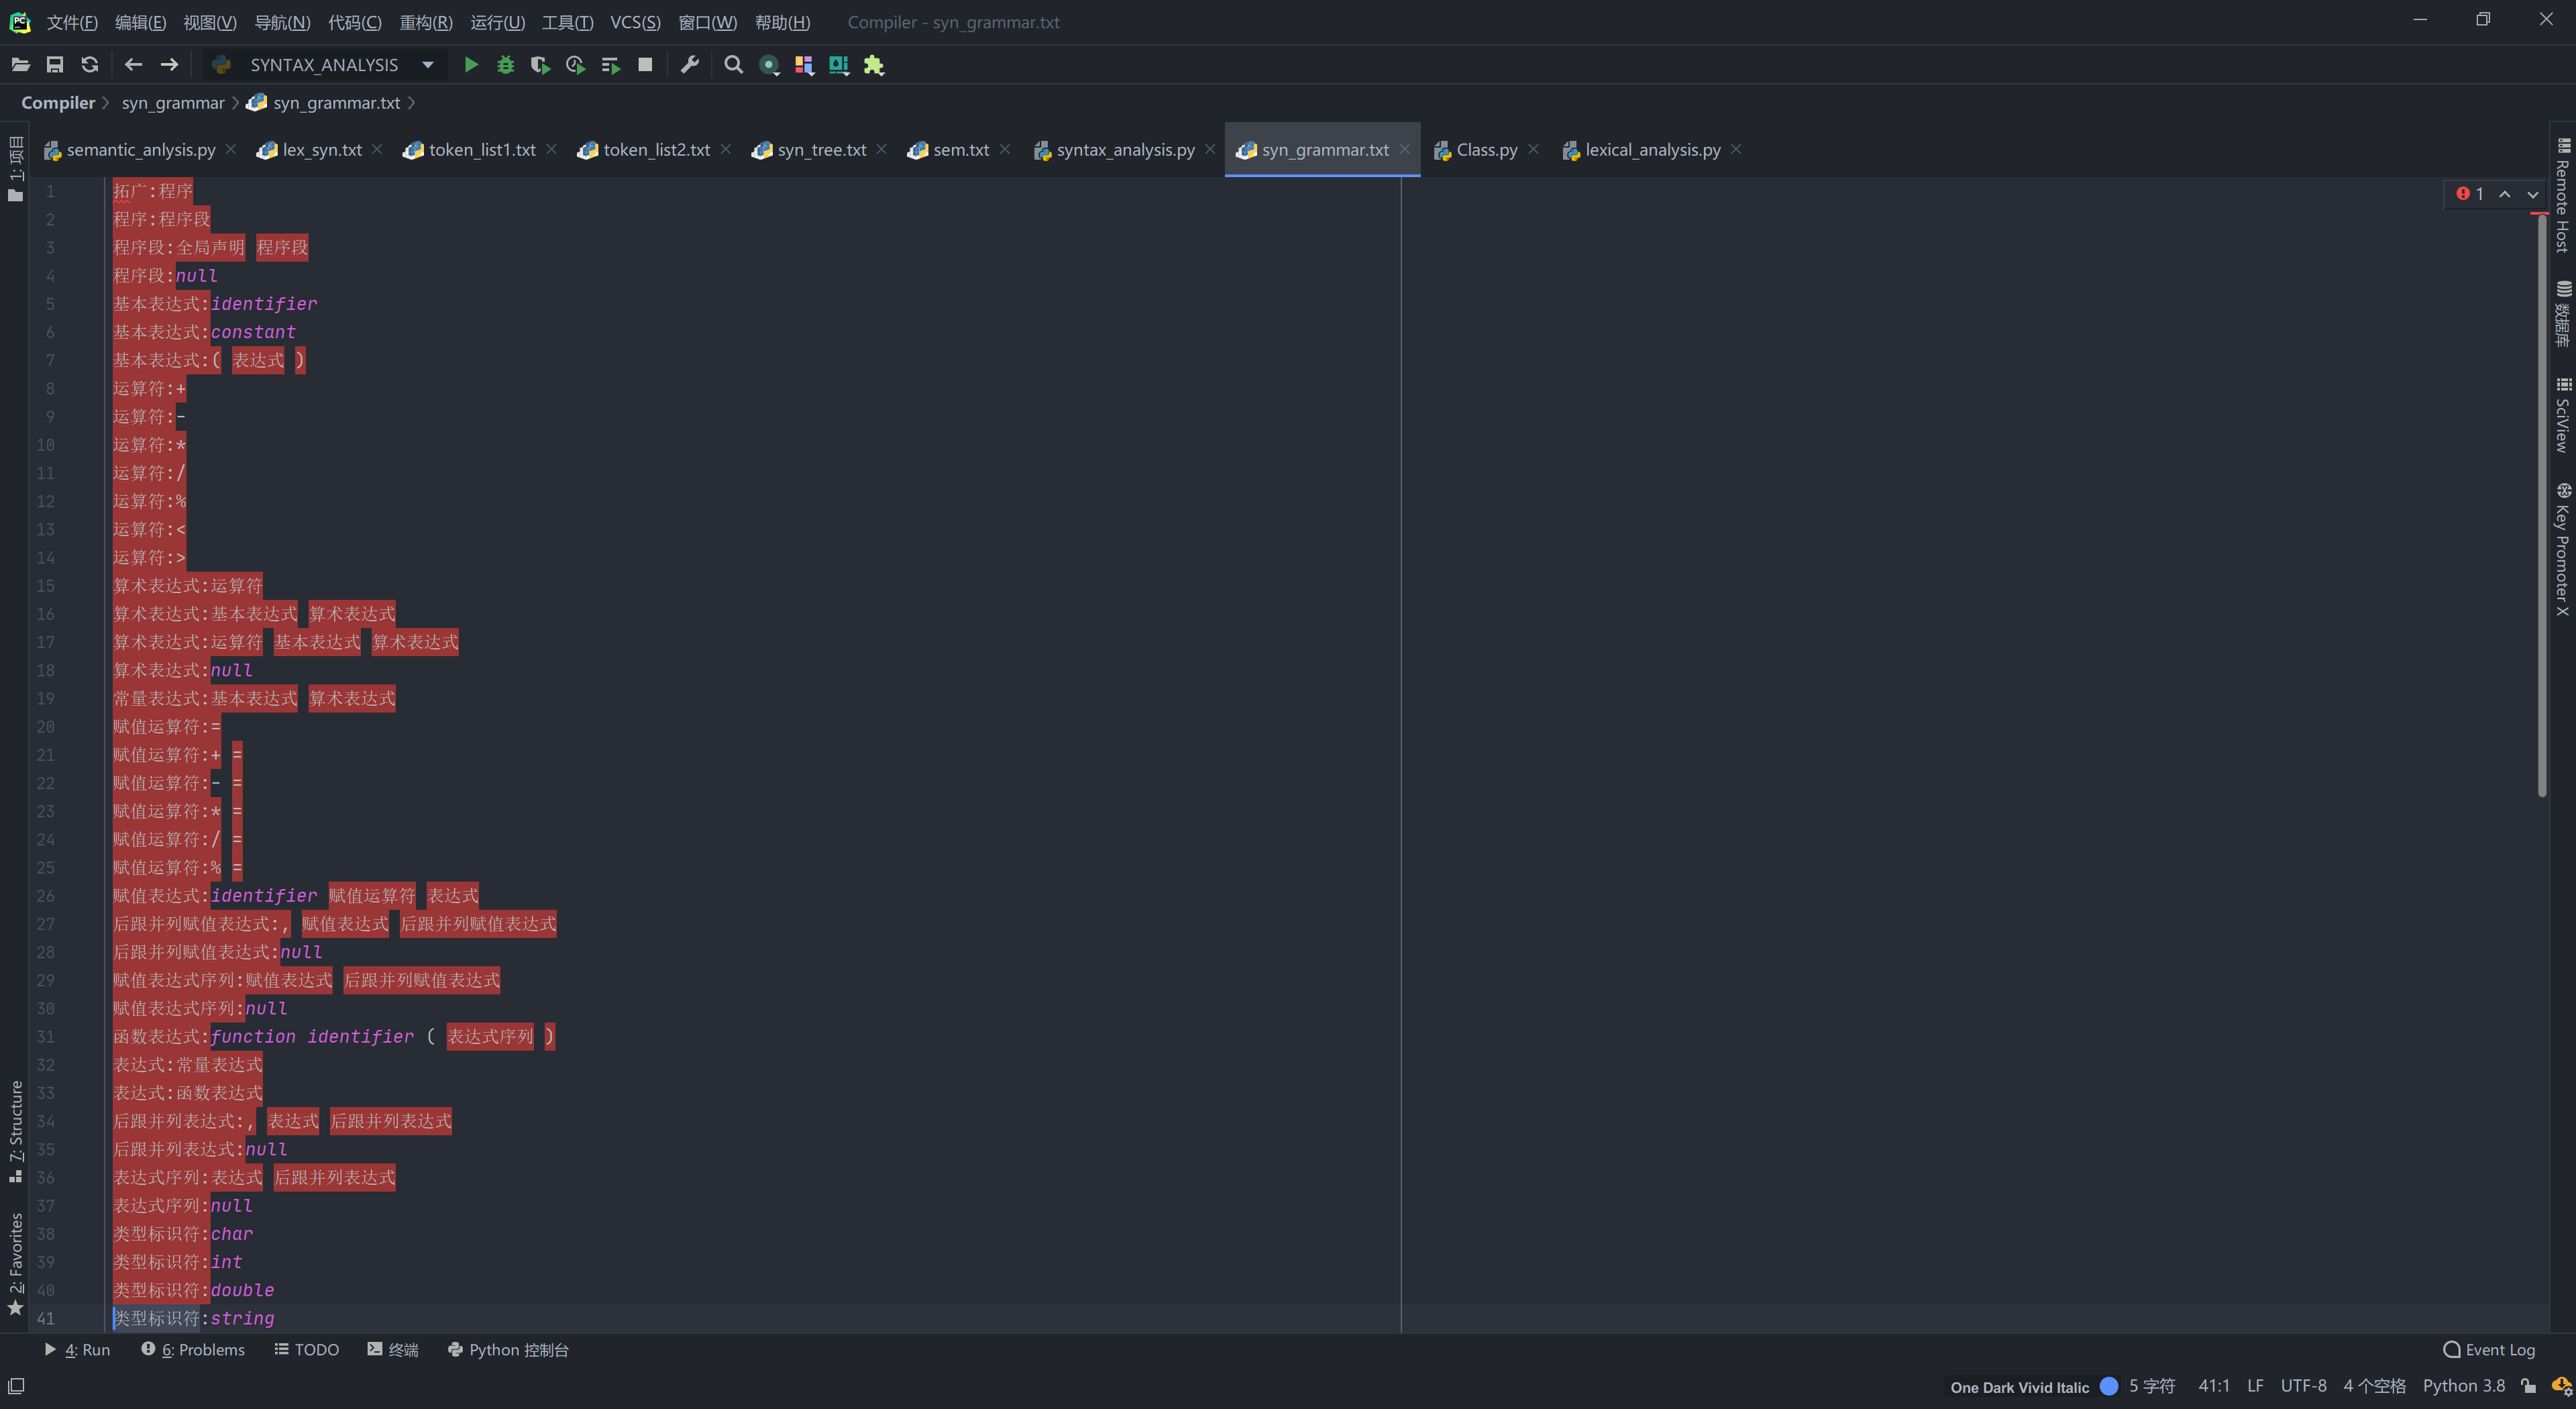 文件(F) 编辑(E) 视图(V) 导航(N) 代码(C) 重构(R) 运行(U) 工具(T) VCS(S) 窗口(W) 帮助(H) Compiler - syn_grammar.txt
SYNTAX_ANALYSIS
Compiler syn_grammar syn_grammar.txt
semantic_anlysis.py lex_syn.txt token_list1.txt token_list2.txt syn_tree.txt sem.txt syntax_analysis.py syn_grammar.txt Class.py lexical_analysis.py
1: 项目
7: Structure
2: Favorites
1 拓广:程序
2 程序:程序段
3 程序段:全局声明 程序段
4 程序段:null
5 基本表达式:identifier
6 基本表达式:constant
7 基本表达式:( 表达式 )
8 运算符:+
9 运算符:-
10 运算符:*
11 运算符:/
12 运算符:%
13 运算符:<
14 运算符:>
15 算术表达式:运算符
16 算术表达式:基本表达式 算术表达式
17 算术表达式:运算符 基本表达式 算术表达式
18 算术表达式:null
19 常量表达式:基本表达式 算术表达式
20 赋值运算符:=
21 赋值运算符:+ =
22 赋值运算符:- =
23 赋值运算符:* =
24 赋值运算符:/ =
25 赋值运算符:% =
26 赋值表达式:identifier 赋值运算符 表达式
27 后跟并列赋值表达式:, 赋值表达式 后跟并列赋值表达式
28 后跟并列赋值表达式:null
29 赋值表达式序列:赋值表达式 后跟并列赋值表达式
30 赋值表达式序列:null
31 函数表达式:function identifier ( 表达式序列 )
32 表达式:常量表达式
33 表达式:函数表达式
34 后跟并列表达式:, 表达式 后跟并列表达式
35 后跟并列表达式:null
36 表达式序列:表达式 后跟并列表达式
37 表达式序列:null
38 类型标识符:char
39 类型标识符:int
40 类型标识符:double
41 类型标识符:string
1
Remote Host
数据库
SciView
Key Promoter X
4: Run 6: Problems TODO 终端 Python 控制台 Event Log
One Dark Vivid Italic 5 字符 41:1 LF UTF-8 4 个空格 Python 3.8